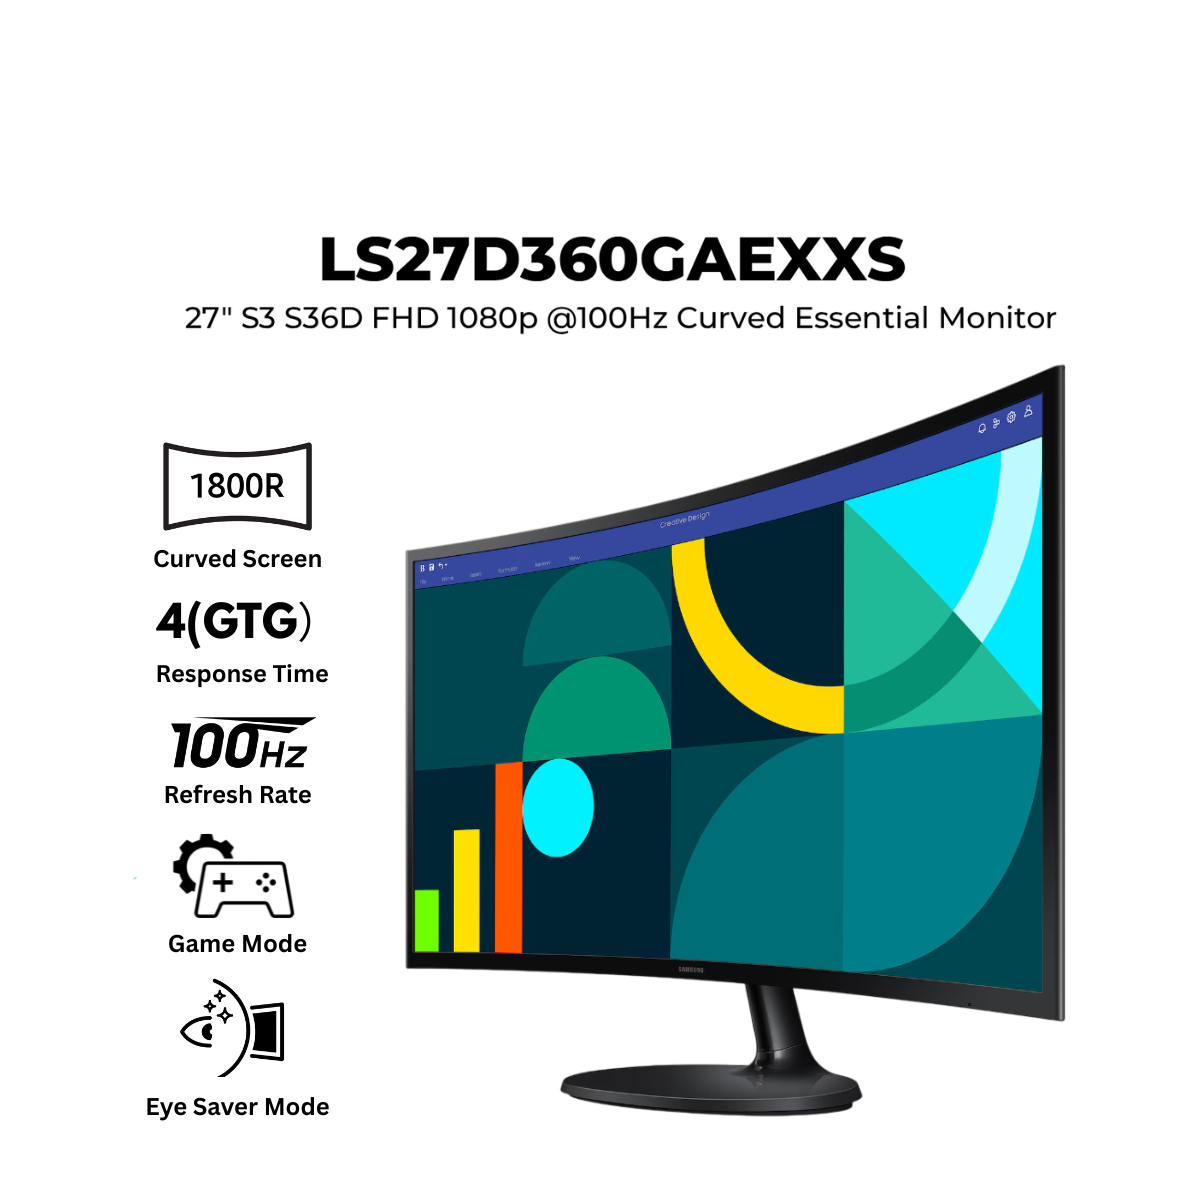 LS27D360GAEXXS
27" S3 S36D FHD 1080p @100Hz Curved Essential Monitor
1800R
Curved Screen
4(GTG)
Response Time
100Hz
Refresh Rate
Game Mode
Eye Saver Mode
Creative Design
View
SAMSUNG